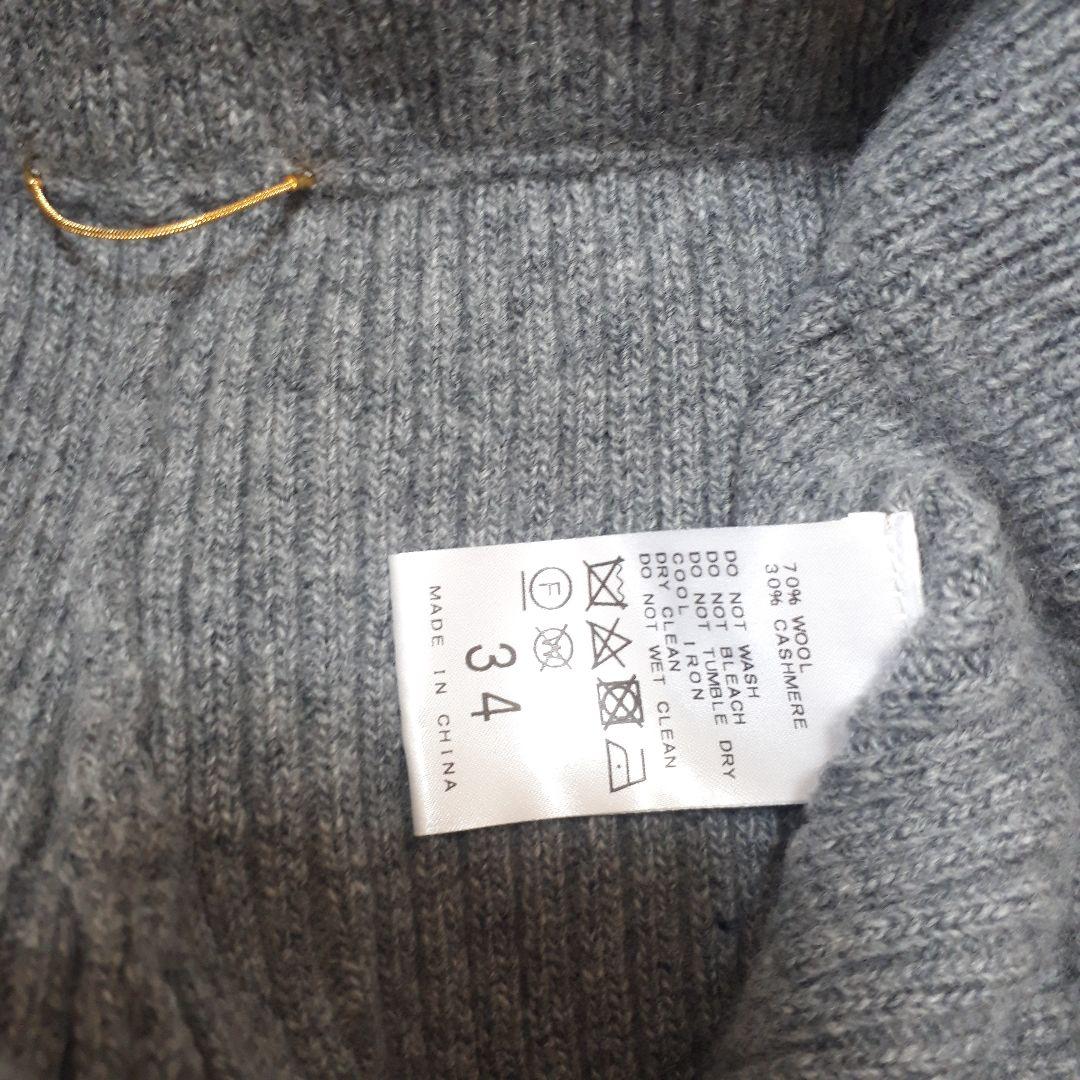 70% WOOL
30% CASHMERE
DO NOT WASH
DO NOT BLEACH
DO NOT TUMBLE DRY
COOL IRON
DRY CLEAN
DO NOT WET CLEAN
F
W
34
MADE IN CHINA